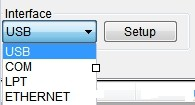 Interface
USB Setup
USB
COM
LPT
ETHERNET